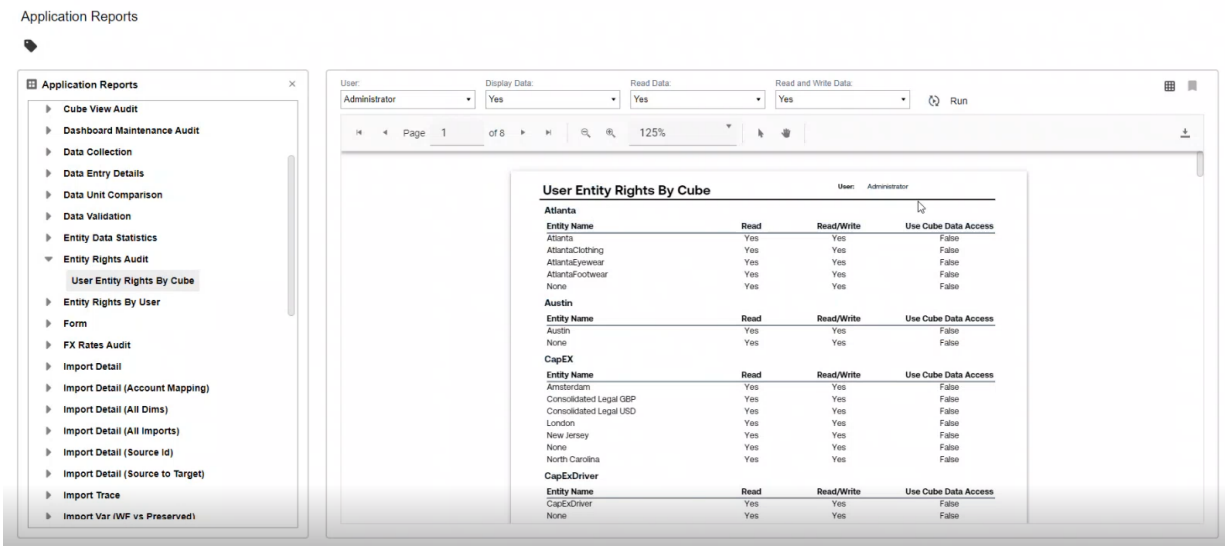 Application Reports
Application Reports
Cube View Audit
Dashboard Maintenance Audit
Data Collection
Data Entry Details
Data Unit Comparison
Data Validation
Entity Data Statistics
Entity Rights Audit
User Entity Rights By Cube
Entity Rights By User
Form
FX Rates Audit
Import Detail
Import Detail (Account Mapping)
Import Detail (All Dims)
Import Detail (All Imports)
Import Detail (Source Id)
Import Detail (Source to Target)
Import Trace
Import Var (WF vs Preserved)
User: Display Data: Read Data: Read and Write Data:
Administrator Yes Yes Yes Run
Page 1 of 8 125%
User Entity Rights By Cube User: Administrator
Atlanta
Entity Name Read Read/Write Use Cube Data Access
Atlanta Yes Yes False
AtlantaClothing Yes Yes False
AtlantaEyewear Yes Yes False
AtlantaFootwear Yes Yes False
None Yes Yes False
Austin
Entity Name Read Read/Write Use Cube Data Access
Austin Yes Yes False
None Yes Yes False
CapEX
Entity Name Read Read/Write Use Cube Data Access
Amsterdam Yes Yes False
Consolidated Legal GBP Yes Yes False
Consolidated Legal USD Yes Yes False
London Yes Yes False
New Jersey Yes Yes False
None Yes Yes False
North Carolina Yes Yes False
CapExDriver
Entity Name Read Read/Write Use Cube Data Access
CapExDriver Yes Yes False
None Yes Yes False